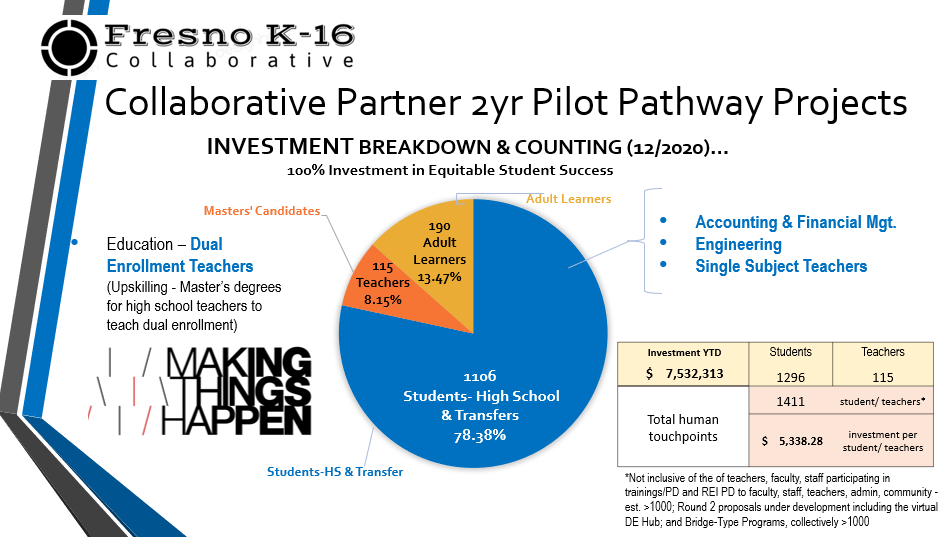 Fresno K-16
Collaborative
Collaborative Partner 2yr Pilot Pathway Projects
INVESTMENT BREAKDOWN & COUNTING (12/2020)...
100% Investment in Equitable Student Success
Masters' Candidates
Adult Learners
• Education – Dual
Enrollment Teachers
(Upskilling - Master's degrees
for high school teachers to
teach dual enrollment)
190
Adult
Learners
13.47%
115
Teachers
8.15%
1106
Students- High School
& Transfers
78.38%
Students-HS & Transfer
• Accounting & Financial Mgt.
• Engineering
• Single Subject Teachers
MAKING
THINGS
HAPPEN
Investment YTD
$ 7,532,313
Students
1296
Teachers
115
Total human
touchpoints
1411
student/ teachers*
$ 5,338.28
investment per
student/ teachers
*Not inclusive of the of teachers, faculty, staff participating in
trainings/PD and REI PD to faculty, staff, teachers, admin, community -
est. >1000; Round 2 proposals under development including the virtual
DE Hub; and Bridge-Type Programs, collectively >1000